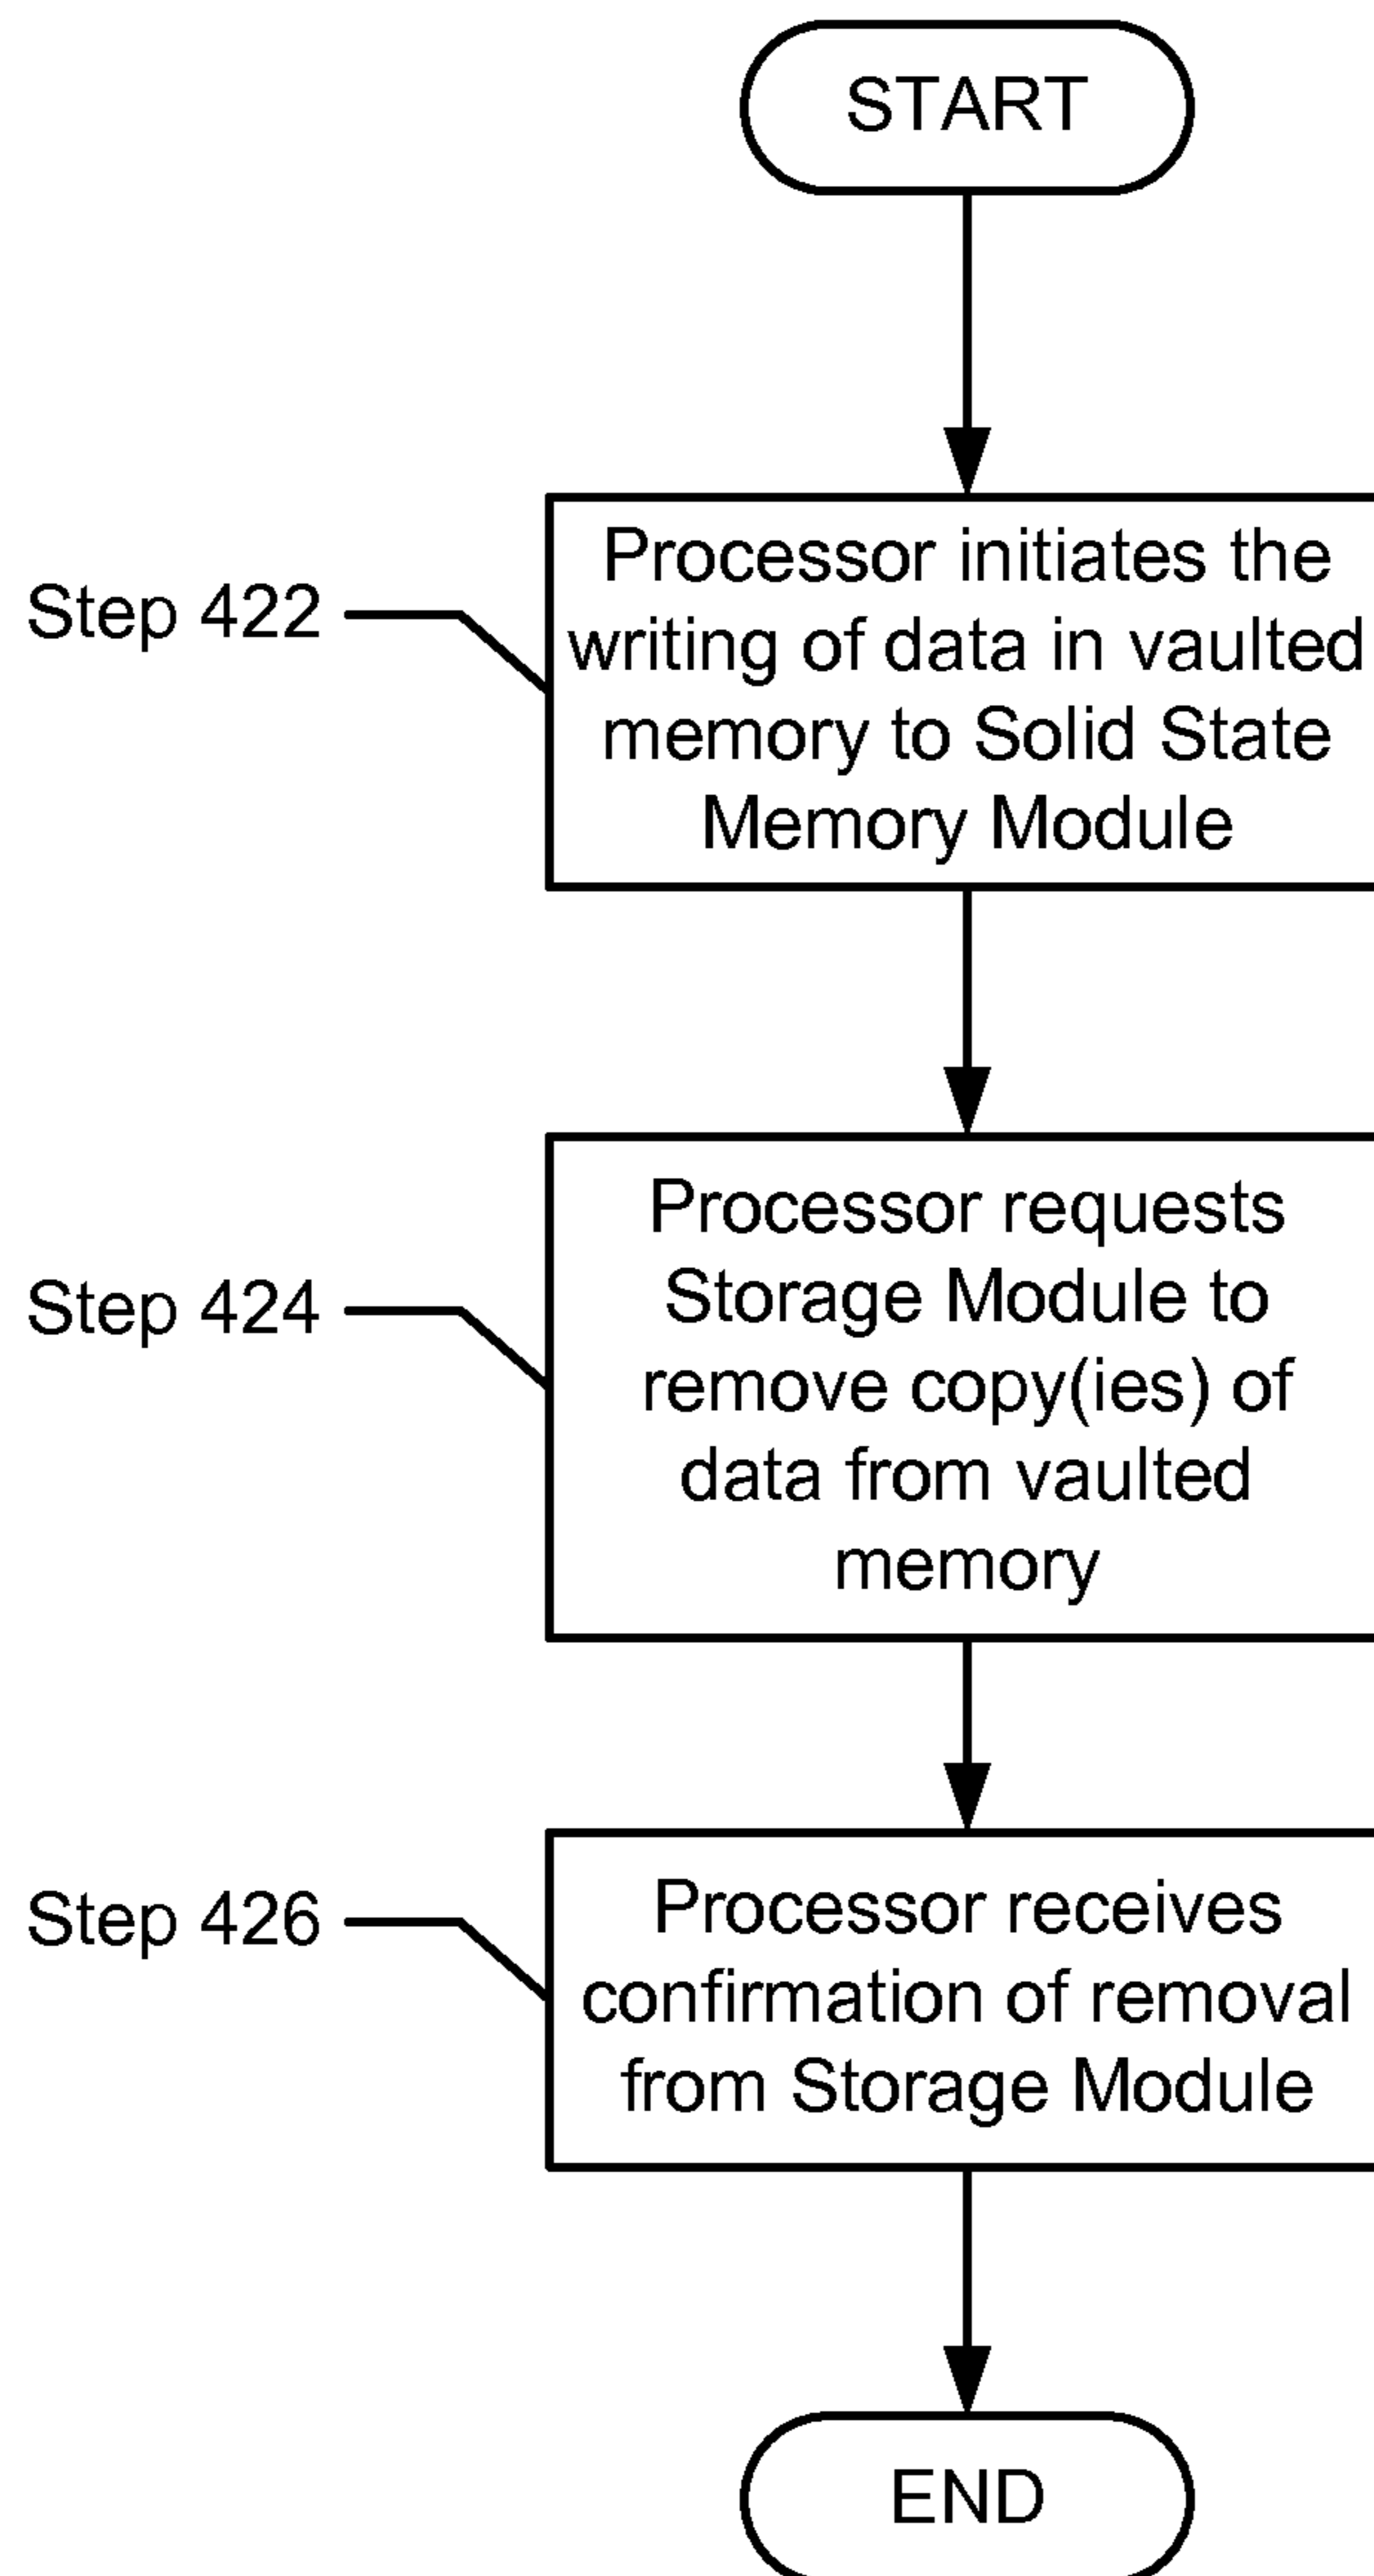 START
Step 422
Processor initiates the
writing of data in vaulted
memory to Solid State
Memory Module
Step 424
Processor requests
Storage Module to
remove copy(ies) of
data from vaulted
memory
Step 426
Processor receives
confirmation of removal
from Storage Module
END